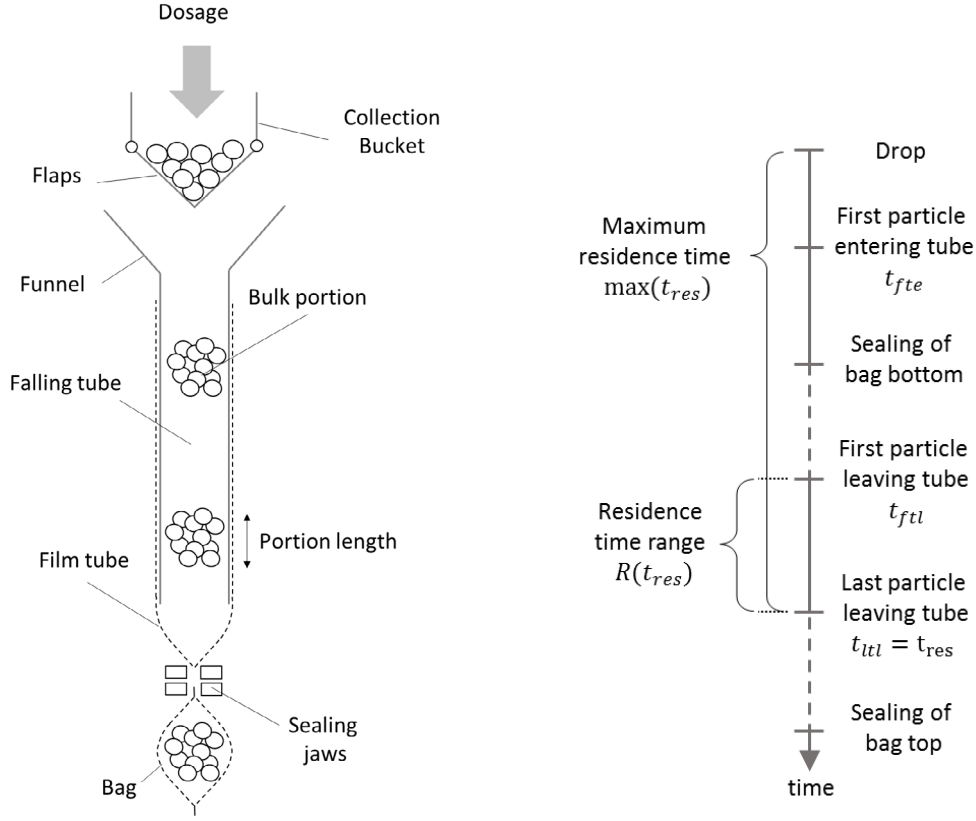 Dosage
Collection
Bucket
Flaps
Funnel
Bulk portion
Falling tube
Portion length
Film tube
Sealing
jaws
Bag
Maximum
residence time
max(t_res)
Residence
time range
R(t_res)
Drop
First particle
entering tube
t_fte
Sealing of
bag bottom
First particle
leaving tube
t_ftl
Last particle
leaving tube
t_ltl = t_res
Sealing of
bag top
time